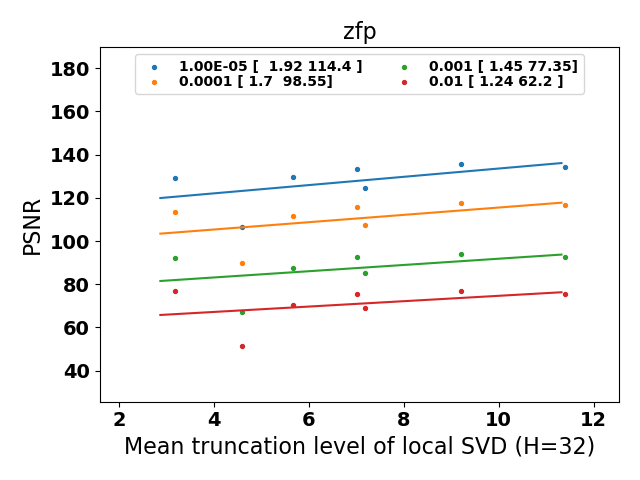 zfp
1.00E-05 [  1.92 114.4 ]
0.0001 [ 1.7  98.55]
0.001 [ 1.45 77.35]
0.01 [ 1.24 62.2 ]
PSNR
180
160
140
120
100
80
60
40
2 4 6 8 10 12
Mean truncation level of local SVD (H=32)